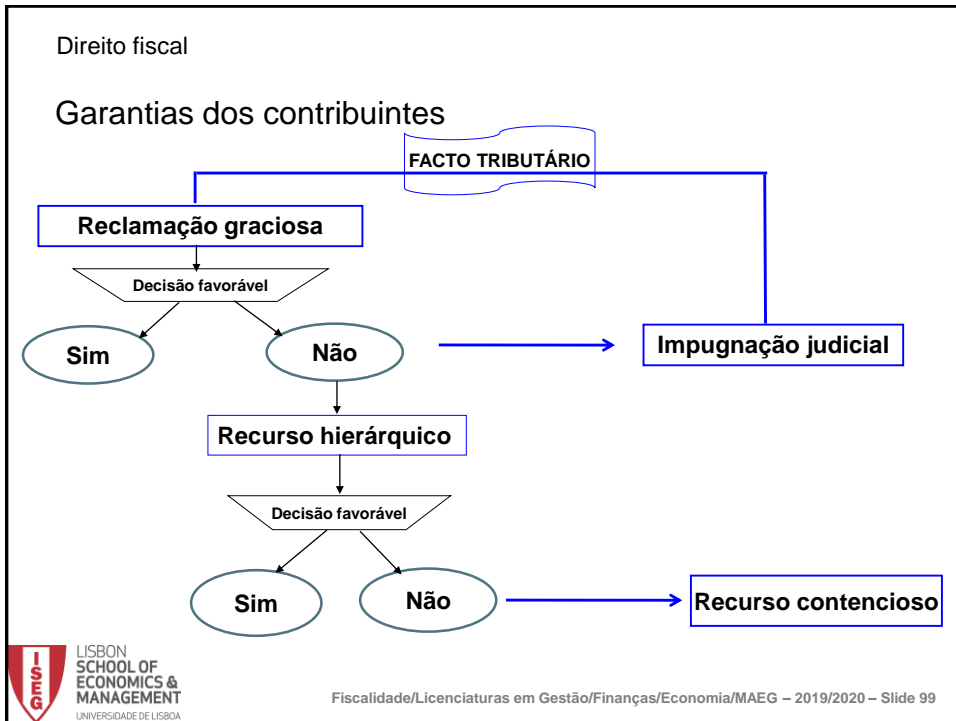 Direito fiscal
Garantias dos contribuintes
FACTO TRIBUTÁRIO
Reclamação graciosa
Decisão favorável
Sim
Não
Impugnação judicial
Recurso hierárquico
Decisão favorável
Sim
Não
Recurso contencioso
ISEG
LISBON
SCHOOL OF
ECONOMICS &
MANAGEMENT
UNIVERSIDADE DE LISBOA
Fiscalidade/Licenciaturas em Gestão/Finanças/Economia/MAEG – 2019/2020 – Slide 99